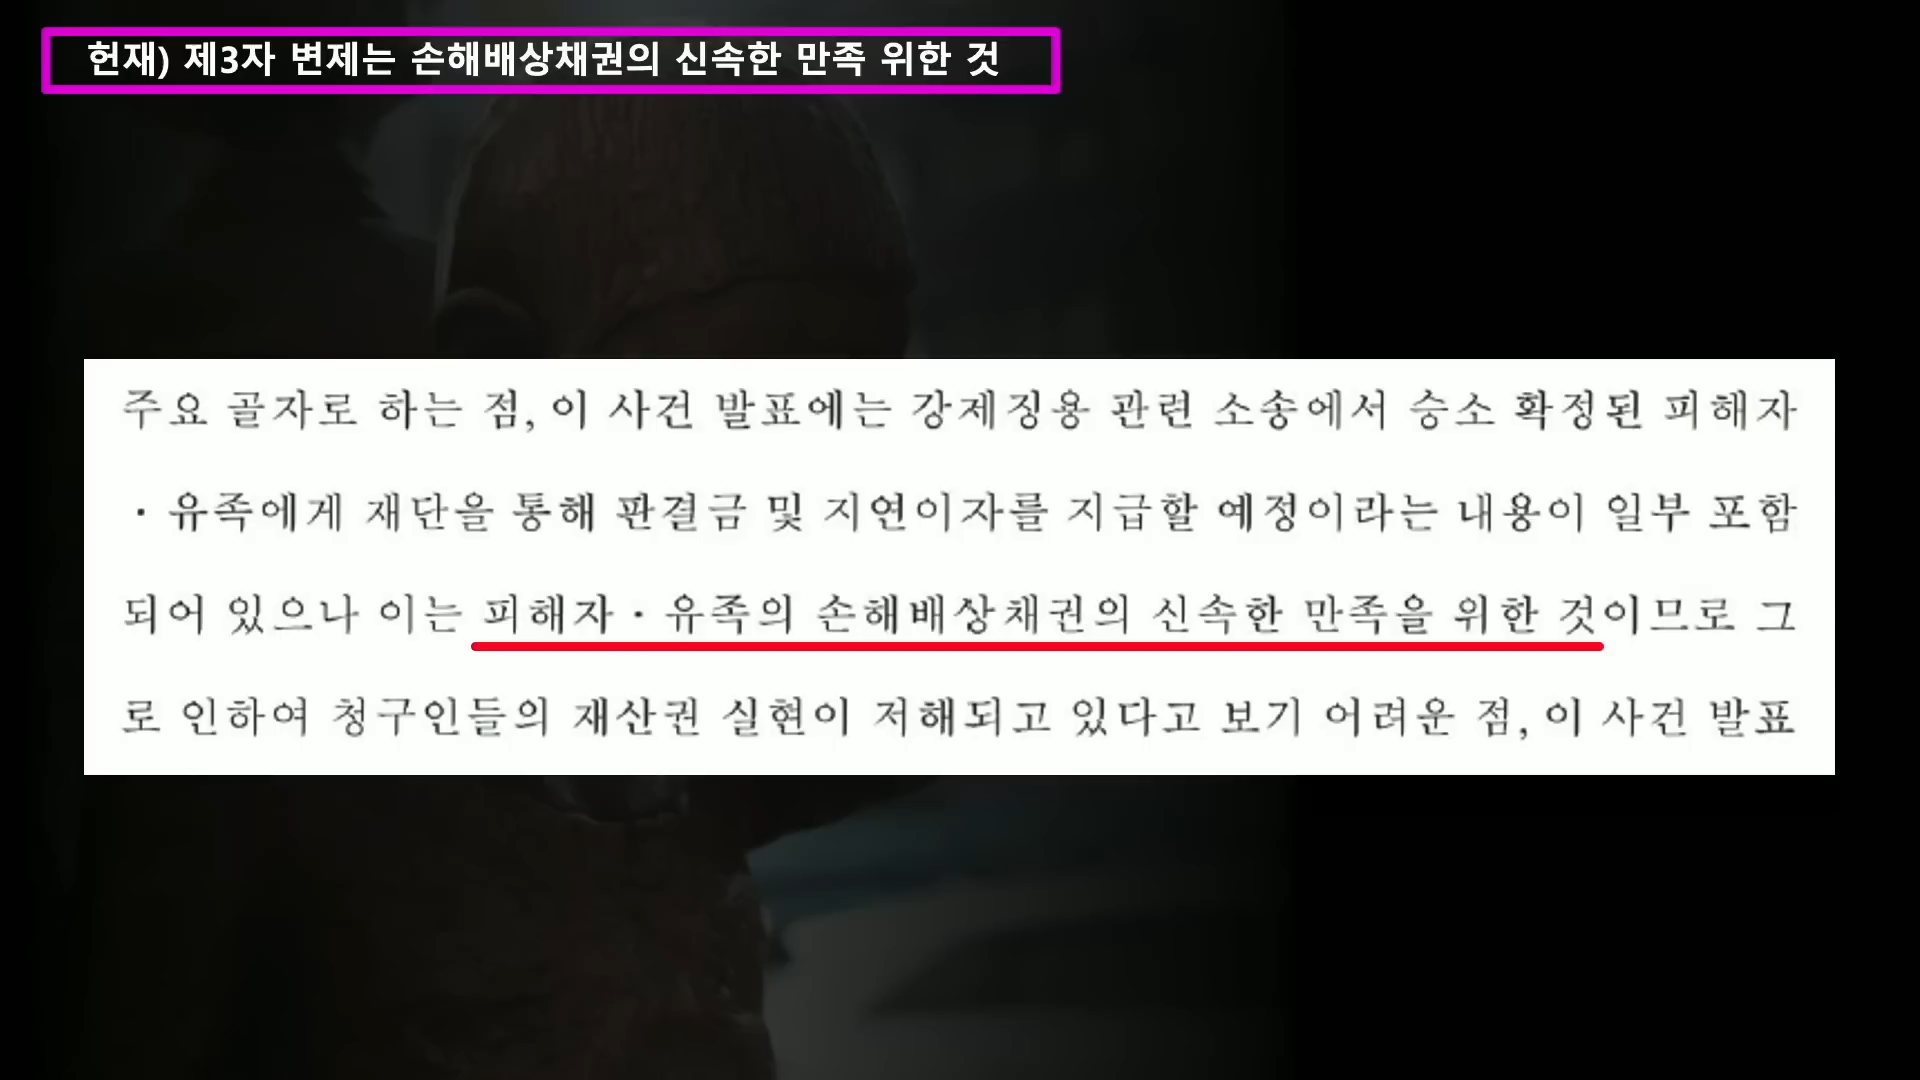 헌재) 제3자 변제는 손해배상채권의 신속한 만족 위한 것
주요 골자로 하는 점, 이 사건 발표에는 강제징용 관련 소송에서 승소 확정된 피해자
· 유족에게 재단을 통해 판결금 및 지연이자를 지급할 예정이라는 내용이 일부 포함
되어 있으나 이는 피해자 · 유족의 손해배상채권의 신속한 만족을 위한 것이므로 그
로 인하여 청구인들의 재산권 실현이 저해되고 있다고 보기 어려운 점, 이 사건 발표